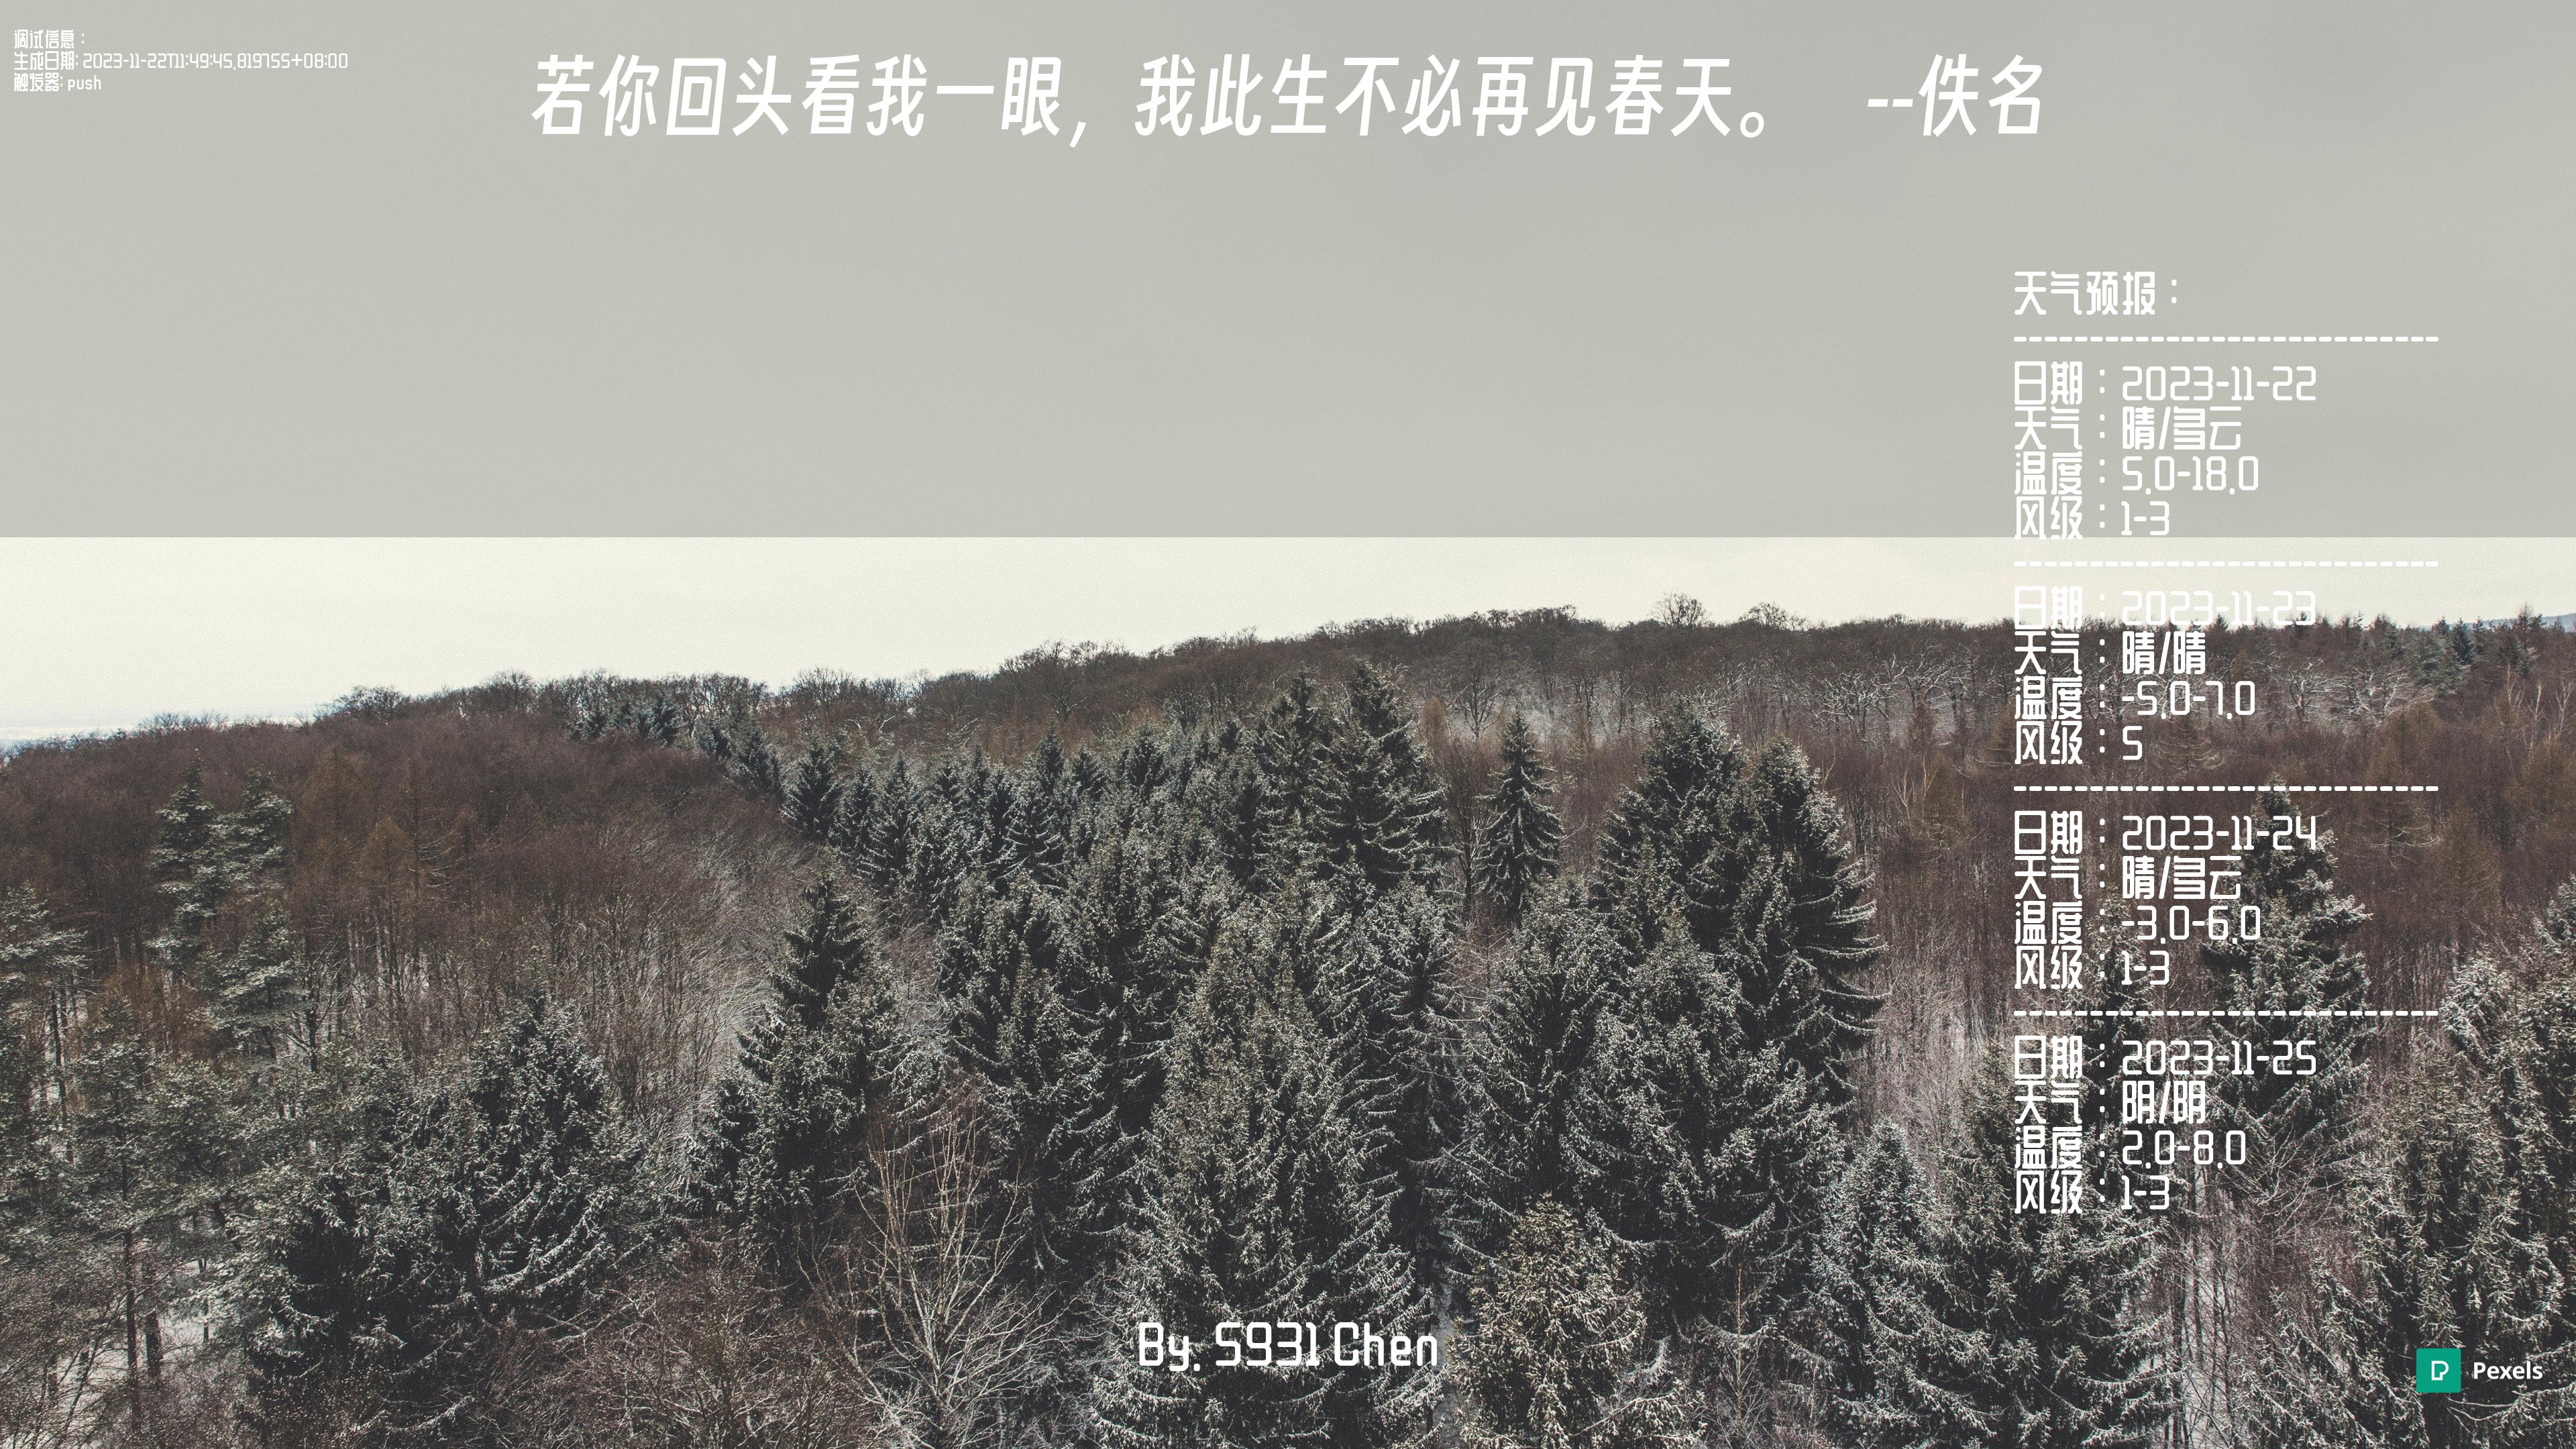 调试信息：
生成日期: 2023-11-22T11:49:45.819755+08:00
触发器: push
若你回头看我一眼，我此生不必再见春天。 --佚名
天气预报：
----------------------------
日期：2023-11-22
天气：晴/多云
温度：5.0-18.0
风级：1-3
----------------------------
日期：2023-11-23
天气：晴/晴
温度：-5.0-7.0
风级：5
----------------------------
日期：2023-11-24
天气：晴/多云
温度：-3.0-6.0
风级：1-3
----------------------------
日期：2023-11-25
天气：阴/阴
温度：2.0-8.0
风级：1-3
By. S931 Chen
Pexels